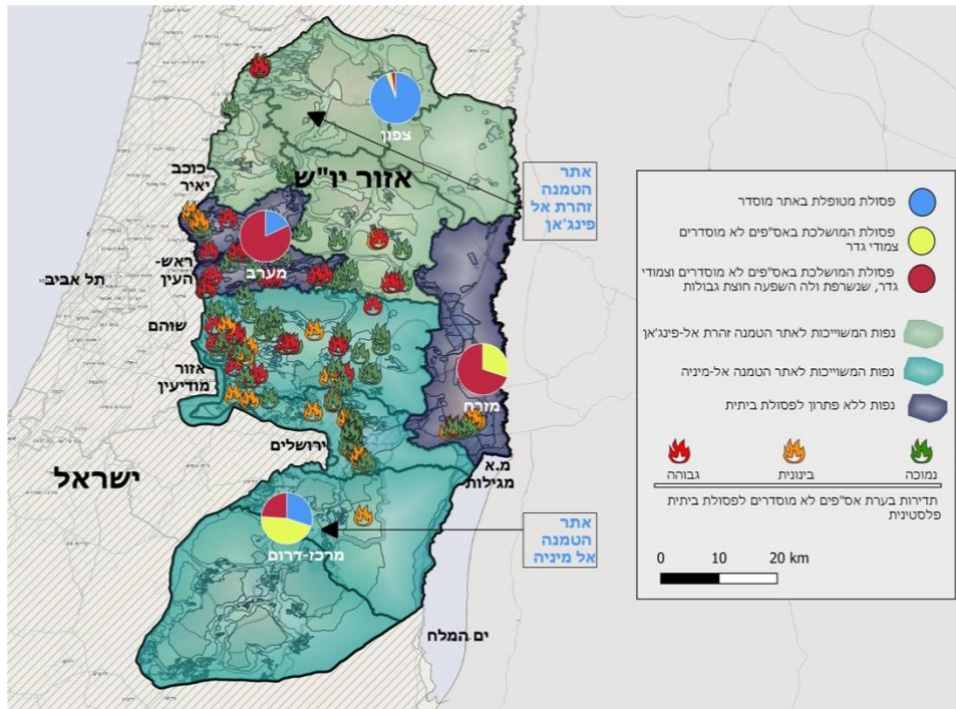 צפון
אזור יו"ש
כוכב
יאיר
ראש-
העין
מערב
תל אביב-
שוהם
אזור
מודיעין
מזרח
ירושלים
מ.א
מגילות
ישראל
מרכז-דרום
ים המלח
אתר
הטמנה
זהרת אל
פינג'אן
אתר
הטמנה
אל מיניה
פסולת מטופלת באתר מוסדר
פסולת המושלכת באס"פים לא מוסדרים
צמודי גדר
פסולת המושלכת באס"פים לא מוסדרים וצמודי
גדר, שנשרפת ולה השפעה חוצת גבולות
נפות המשוייכות לאתר הטמנה זהרת אל-פינג'אן
נפות המשוייכות לאתר הטמנה אל-מיניה
נפות ללא פתרון לפסולת ביתית
נמוכה
בינונית
גבוהה
תדירות בערת אס"פים לא מוסדרים לפסולת ביתית
פלסטינית
0 10 20 km